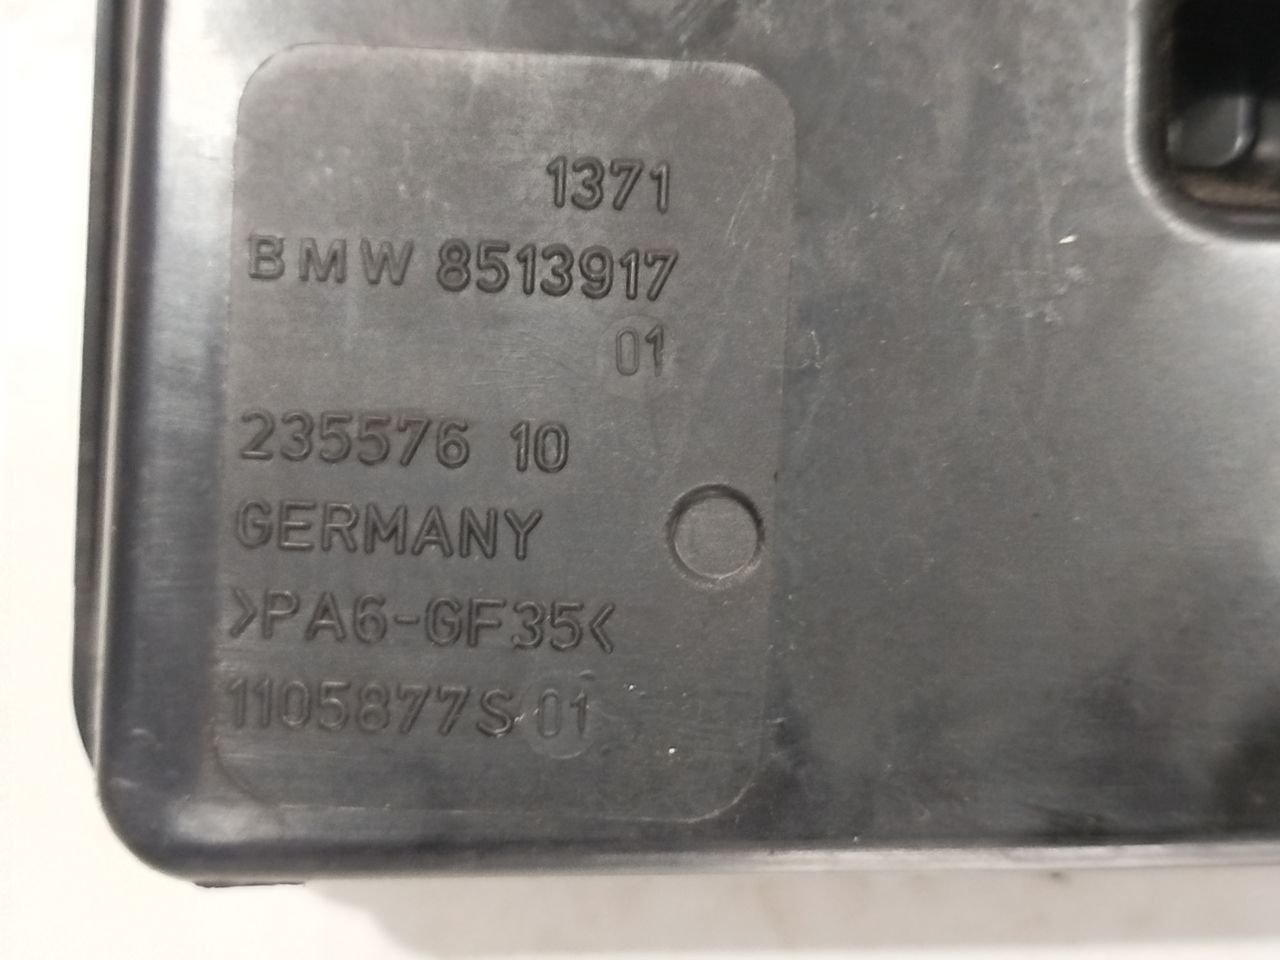 1371
BMW 8513917
01
235576 10
GERMANY
>PA6-GF35<
1105877S 01